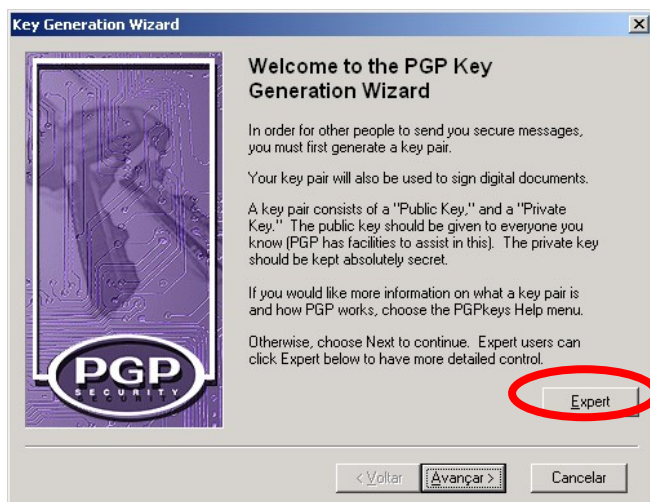 Key Generation Wizard
Welcome to the PGP Key
Generation Wizard
In order for other people to send you secure messages,
you must first generate a key pair.
Your key pair will also be used to sign digital documents.
A key pair consists of a "Public Key," and a "Private
Key." The public key should be given to everyone you
know (PGP has facilities to assist in this). The private key
should be kept absolutely secret.
If you would like more information on what a key pair is
and how PGP works, choose the PGPkeys Help menu.
Otherwise, choose Next to continue. Expert users can
click Expert below to have more detailed control.
PGP
SECURITY
Expert
< Voltar Avançar > Cancelar